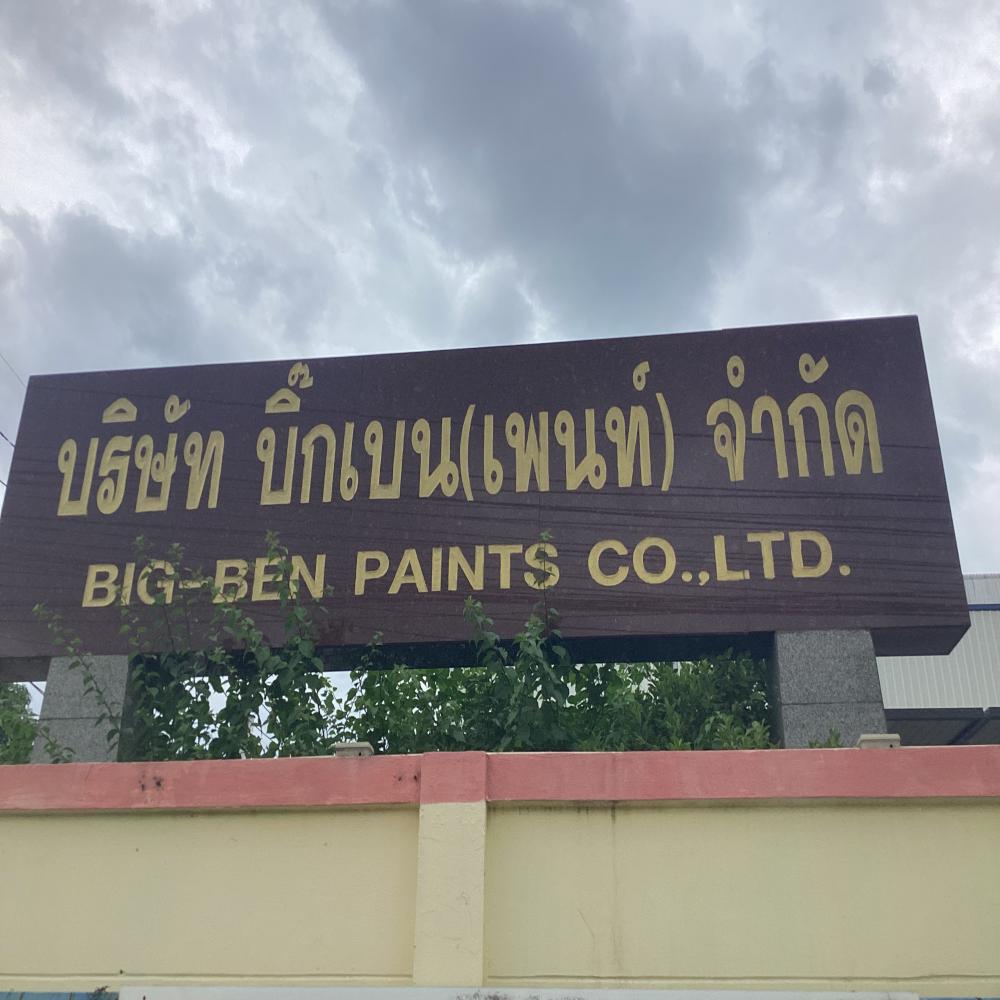 บริษัท บิ๊กเบน(เพนท์) จำกัด
BIG-BEN PAINTS CO.,LTD.